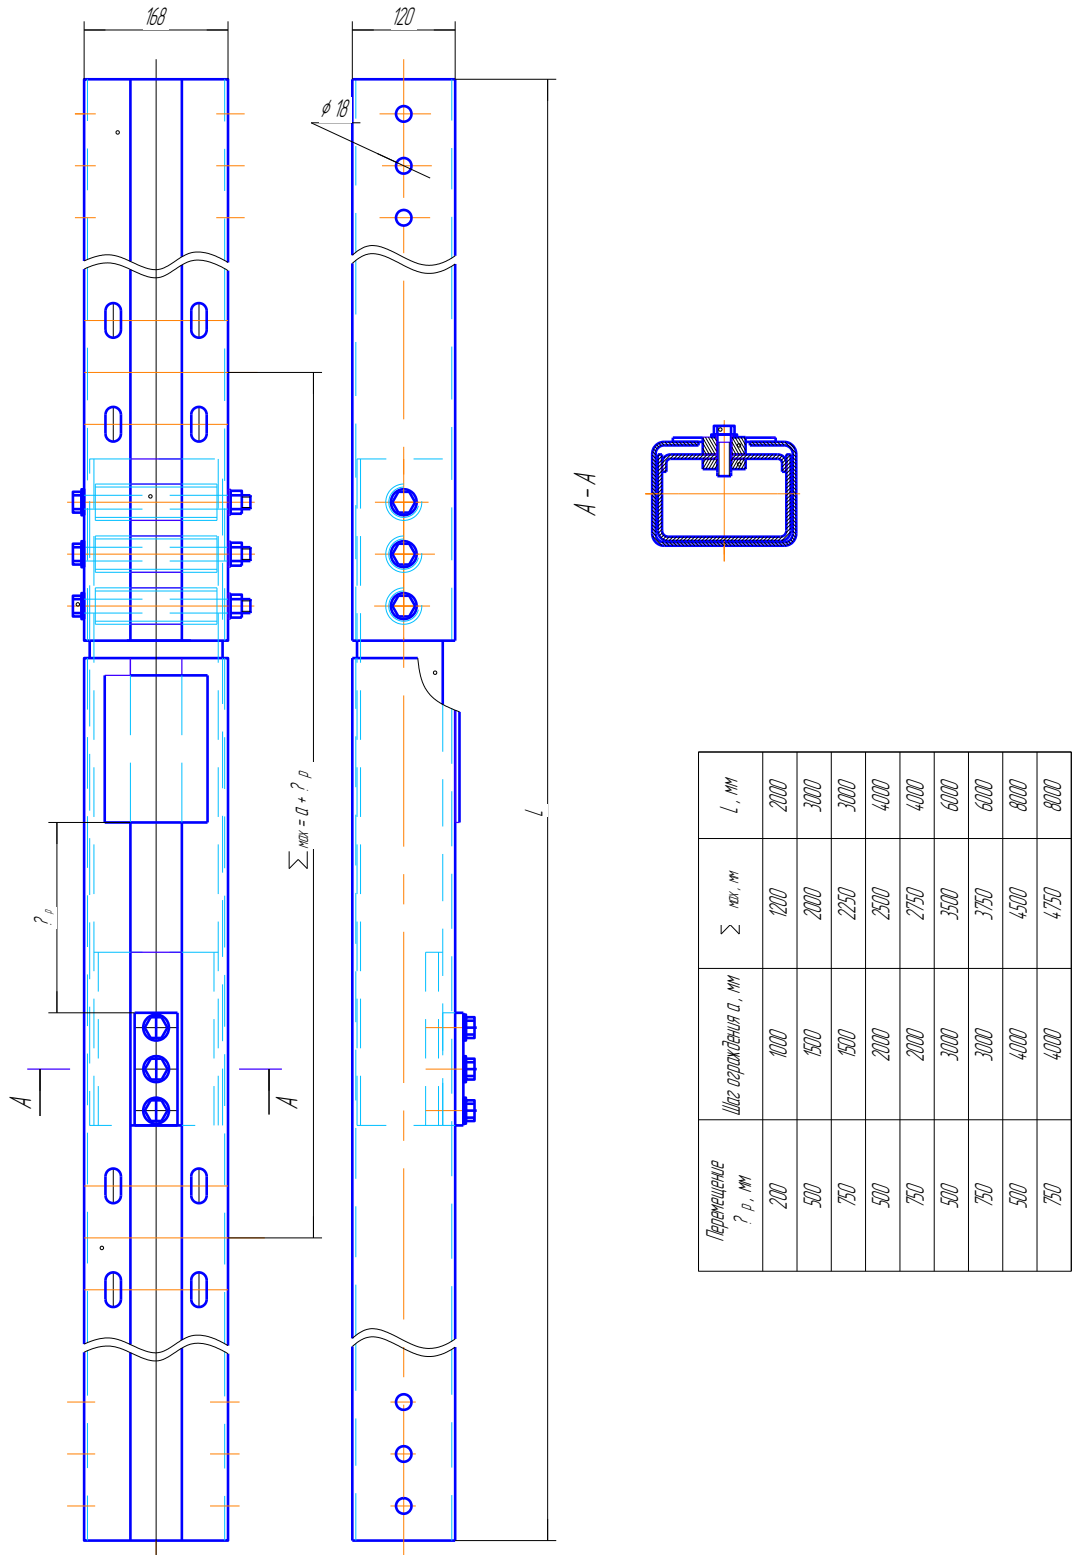 168
120
ϕ 18
A - A
∑ мах = a + ? р
L
? р
A
A
Перемещение ? р, мм
Шаг ограждения а, мм
∑ мах, мм
L, мм
200 1000 1200 2000
500 1500 2000 3000
750 1500 2250 3000
500 2000 2500 4000
750 2000 2750 4000
500 3000 3500 6000
750 3000 3750 6000
500 4000 4500 8000
750 4000 4750 8000